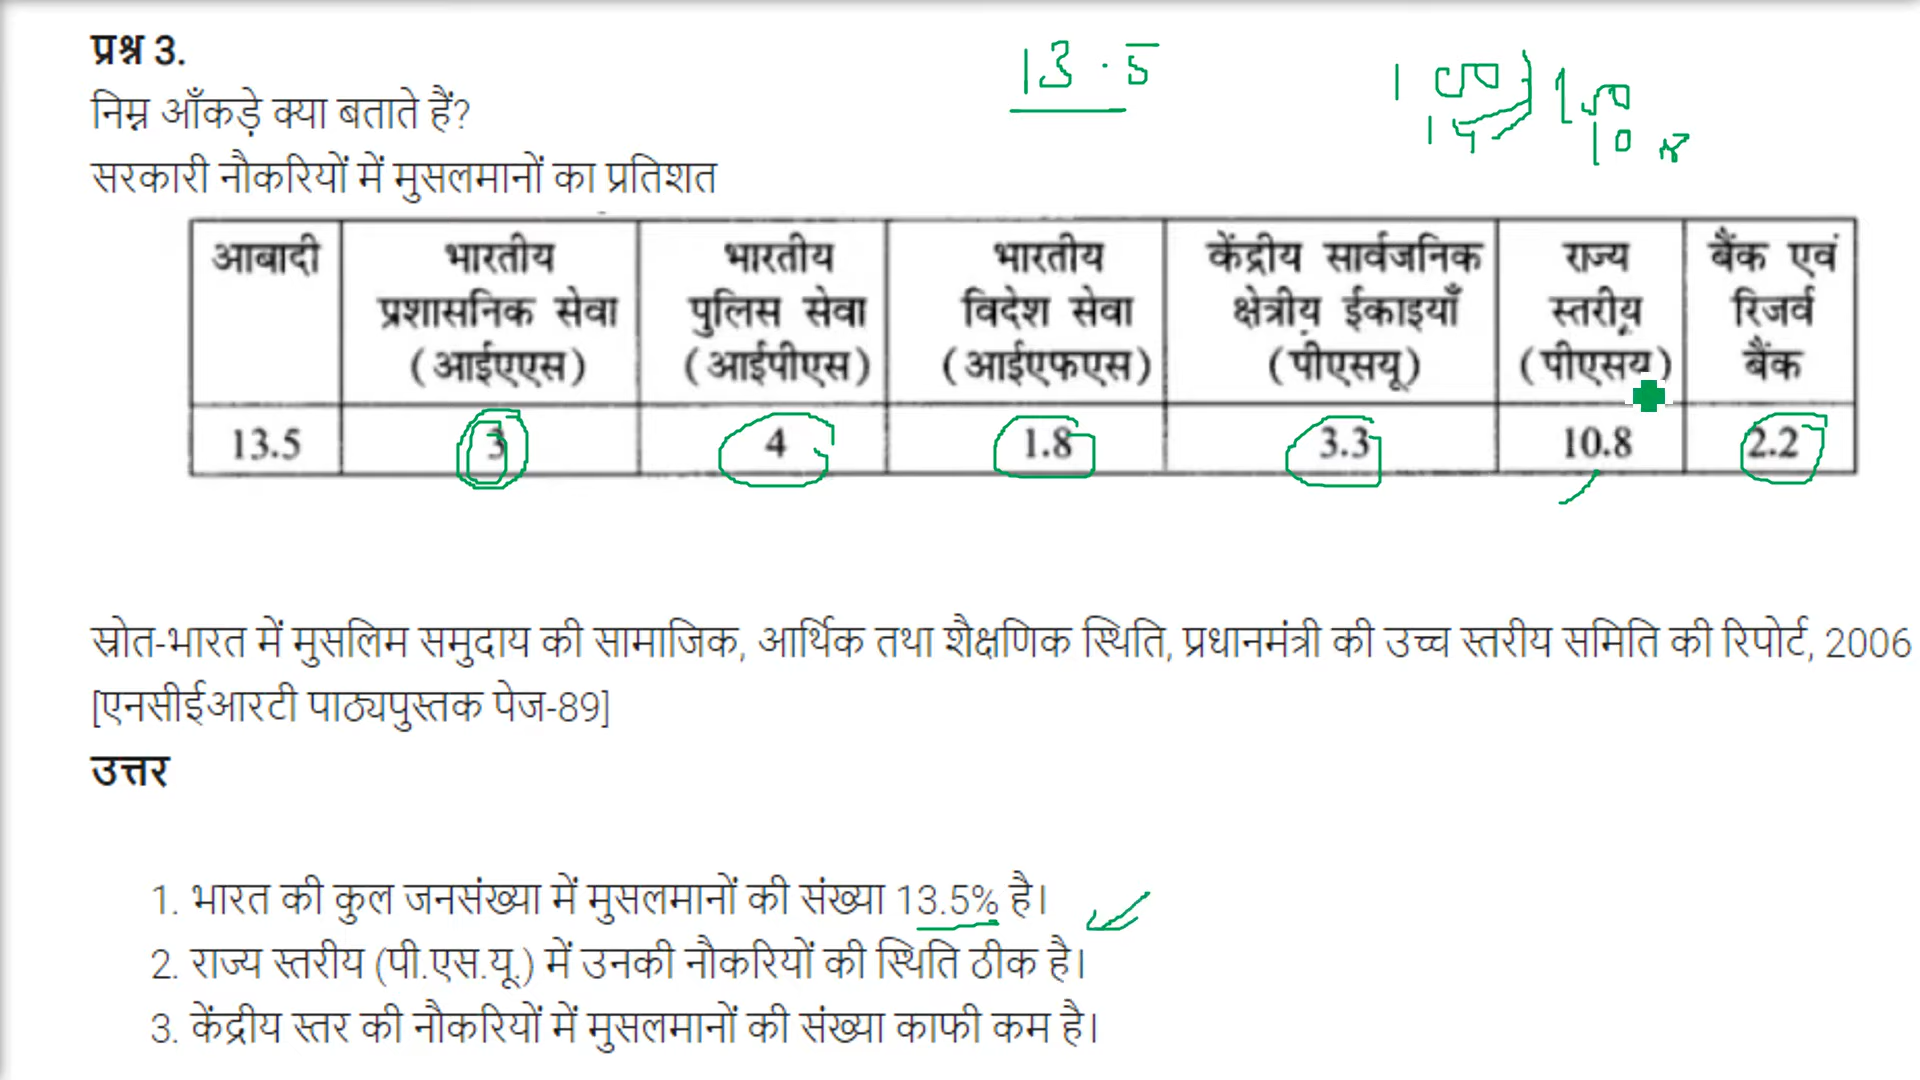 प्रश्न 3.
13.5
निम्न आँकड़े क्या बताते हैं?
सरकारी नौकरियों में मुसलमानों का प्रतिशत
आबादी
भारतीय प्रशासनिक सेवा (आईएएस)
भारतीय पुलिस सेवा (आईपीएस)
भारतीय विदेश सेवा (आईएफएस)
केंद्रीय सार्वजनिक क्षेत्रीय ईकाइयाँ (पीएसयू)
राज्य स्तरीय (पीएसयू)
बैंक एवं रिजर्व बैंक
13.5 3 4 1.8 3.3 10.8 2.2
स्रोत-भारत में मुसलिम समुदाय की सामाजिक, आर्थिक तथा शैक्षणिक स्थिति, प्रधानमंत्री की उच्च स्तरीय समिति की रिपोर्ट, 2006
[एनसीईआरटी पाठ्यपुस्तक पेज-89]
उत्तर
1. भारत की कुल जनसंख्या में मुसलमानों की संख्या 13.5% है।
2. राज्य स्तरीय (पी.एस.यू.) में उनकी नौकरियों की स्थिति ठीक है।
3. केंद्रीय स्तर की नौकरियों में मुसलमानों की संख्या काफी कम है।